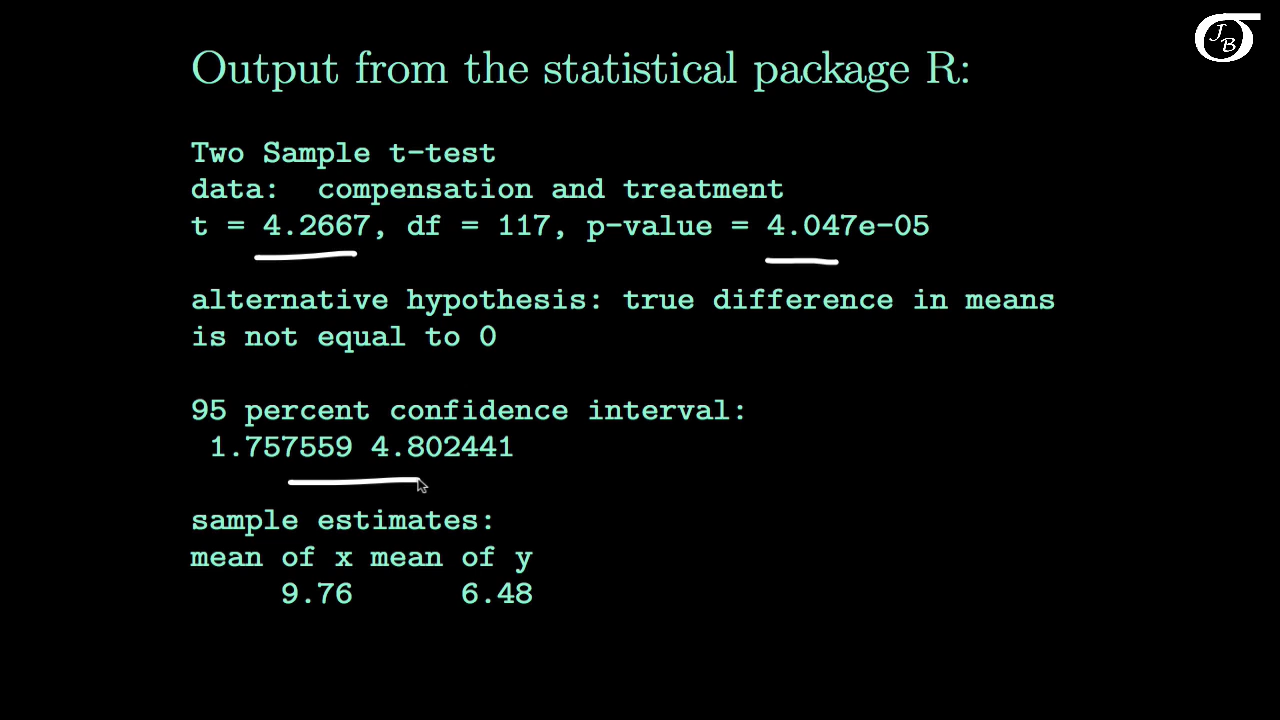 JB
Output from the statistical package R:
Two Sample t-test
data: compensation and treatment
t = 4.2667, df = 117, p-value = 4.047e-05
alternative hypothesis: true difference in means
is not equal to 0
95 percent confidence interval:
1.757559 4.802441
sample estimates:
mean of x mean of y
9.76 6.48